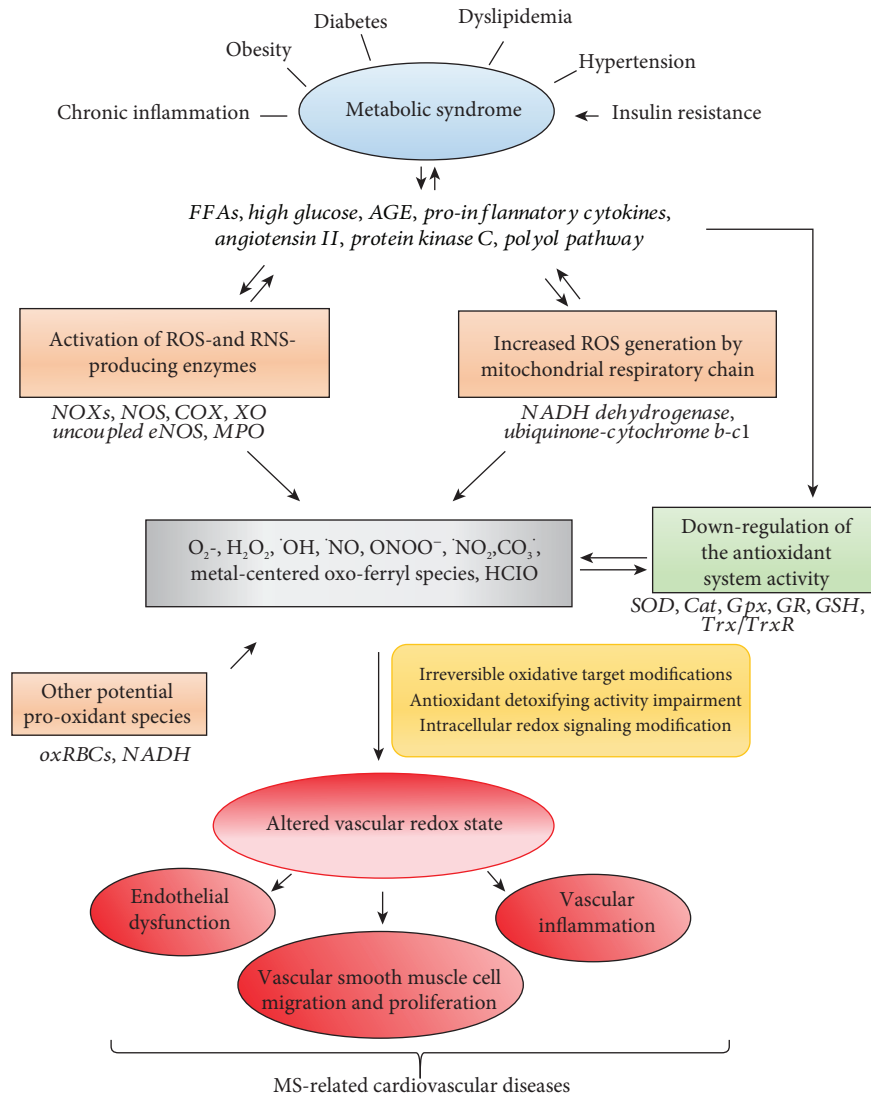 Dyslipidemia
Diabetes
Obesity
Hypertension
Chronic inflammation
Metabolic syndrome
Insulin resistance
FFAs, high glucose, AGE, pro-inflannatory cytokines,
angiotensin II, protein kinase C, polyol pathway
Activation of ROS-and RNS-
producing enzymes
NOXs, NOS, COX, XO
uncoupled eNOS, MPO
Increased ROS generation by
mitochondrial respiratory chain
NADH dehydrogenase,
ubiquinone-cytochrome b-c1
O₂-, H₂O₂, ˙OH, ˙NO, ONOO⁻, ˙NO₂,CO₃˙,
metal-centered oxo-ferryl species, HClO
Down-regulation of
the antioxidant
system activity
SOD, Cat, Gpx, GR, GSH,
Trx/TrxR
Other potential
pro-oxidant species
oxRBCs, NADH
Irreversible oxidative target modifications
Antioxidant detoxifying activity impairment
Intracellular redox signaling modification
Altered vascular redox state
Endothelial
dysfunction
Vascular
inflammation
Vascular smooth muscle cell
migration and proliferation
MS-related cardiovascular diseases